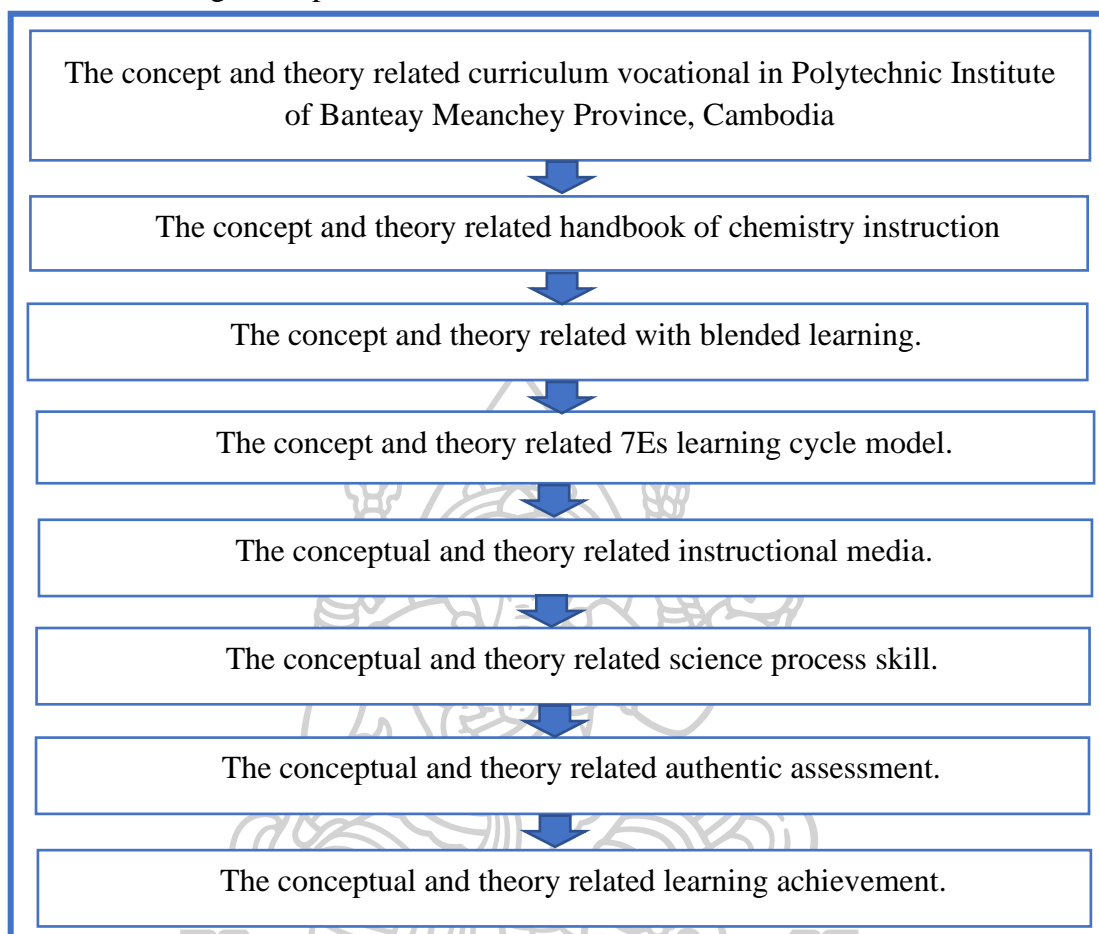 The concept and theory related curriculum vocational in Polytechnic Institute
of Banteay Meanchey Province, Cambodia
The concept and theory related handbook of chemistry instruction
The concept and theory related with blended learning.
The concept and theory related 7Es learning cycle model.
The conceptual and theory related instructional media.
The conceptual and theory related science process skill.
The conceptual and theory related authentic assessment.
The conceptual and theory related learning achievement.